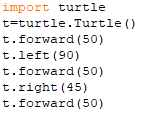 import turtle
t=turtle.Turtle()
t.forward(50)
t.left(90)
t.forward(50)
t.right(45)
t.forward(50)